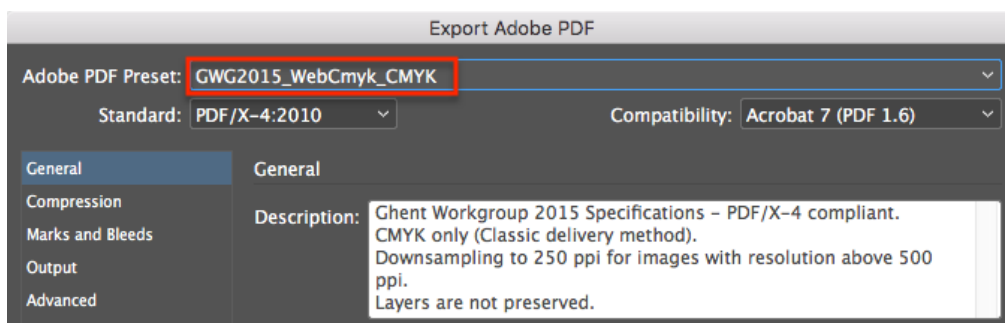 Export Adobe PDF
Adobe PDF Preset: GWG2015_WebCmyk_CMYK
Standard: PDF/X-4:2010 Compatibility: Acrobat 7 (PDF 1.6)
General
Compression
Marks and Bleeds
Output
Advanced
General
Description: Ghent Workgroup 2015 Specifications – PDF/X-4 compliant.
CMYK only (Classic delivery method).
Downsampling to 250 ppi for images with resolution above 500
ppi.
Layers are not preserved.